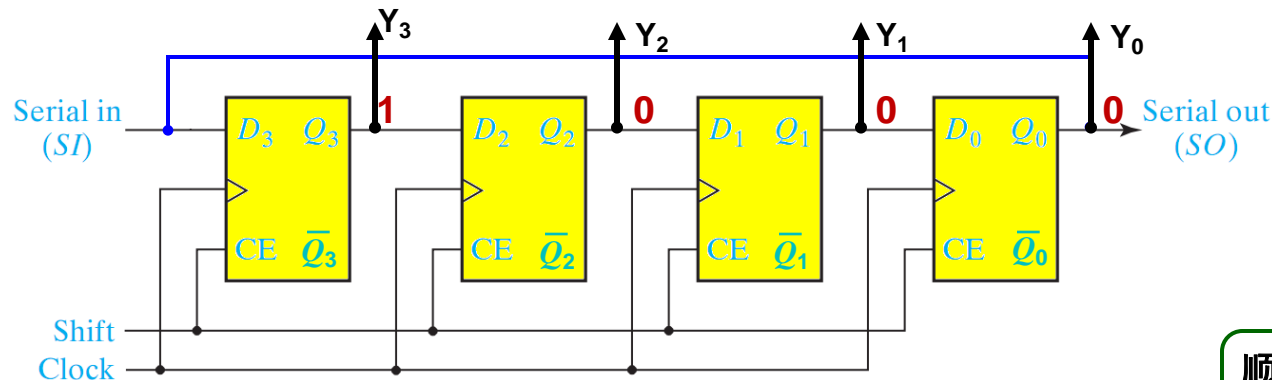 Y3 Y2 Y1 Y0
Serial in
(SI)
1 0 0 0
Serial out
(SO)
D3 Q3 D2 Q2 D1 Q1 D0 Q0
CE Q̅3 CE Q̅2 CE Q̅1 CE Q̅0
Shift
Clock
顺